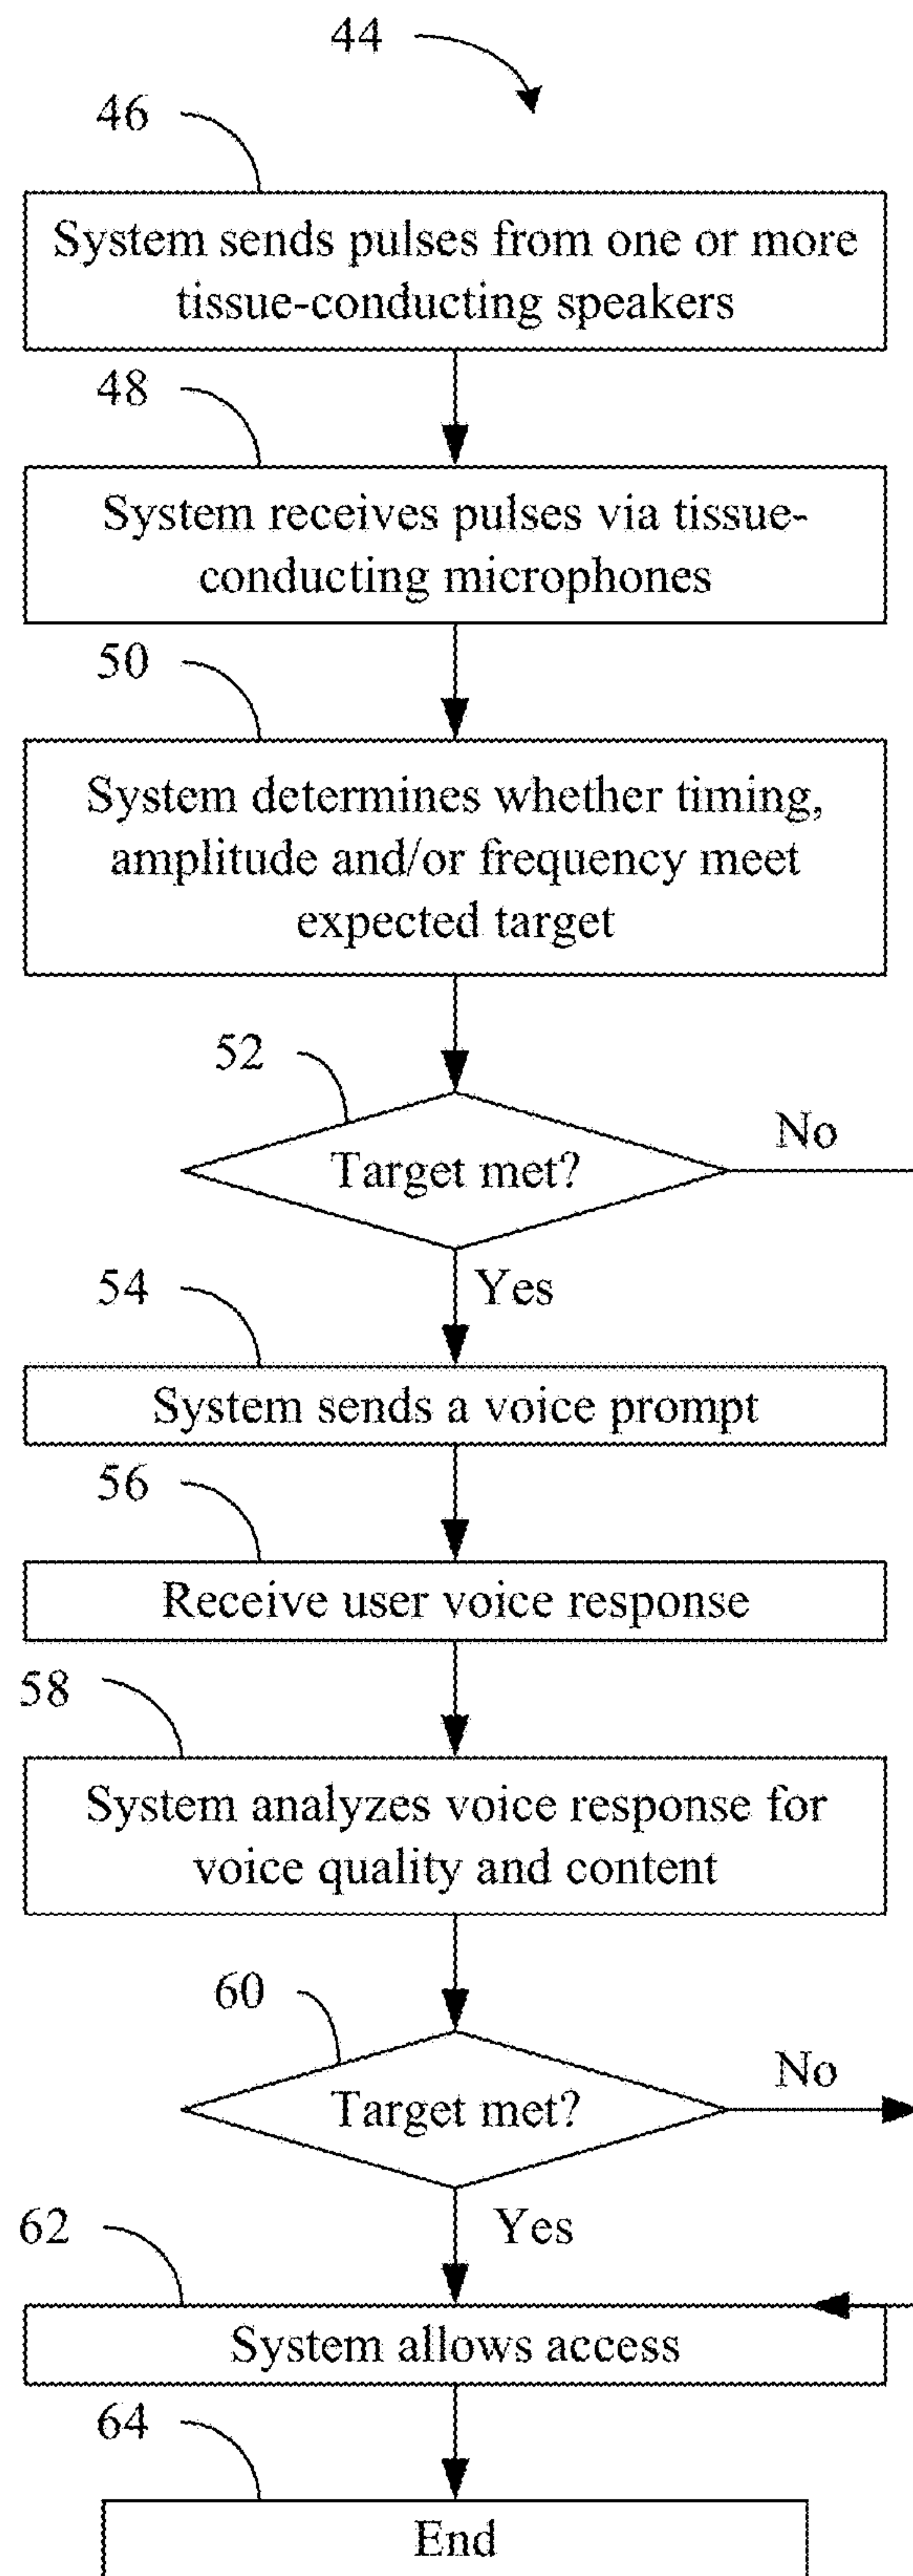 44
46
System sends pulses from one or more
tissue-conducting speakers
48
System receives pulses via tissue-
conducting microphones
50
System determines whether timing,
amplitude and/or frequency meet
expected target
52
Target met?
No
Yes
54
System sends a voice prompt
56
Receive user voice response
58
System analyzes voice response for
voice quality and content
60
Target met?
No
Yes
62
System allows access
64
End